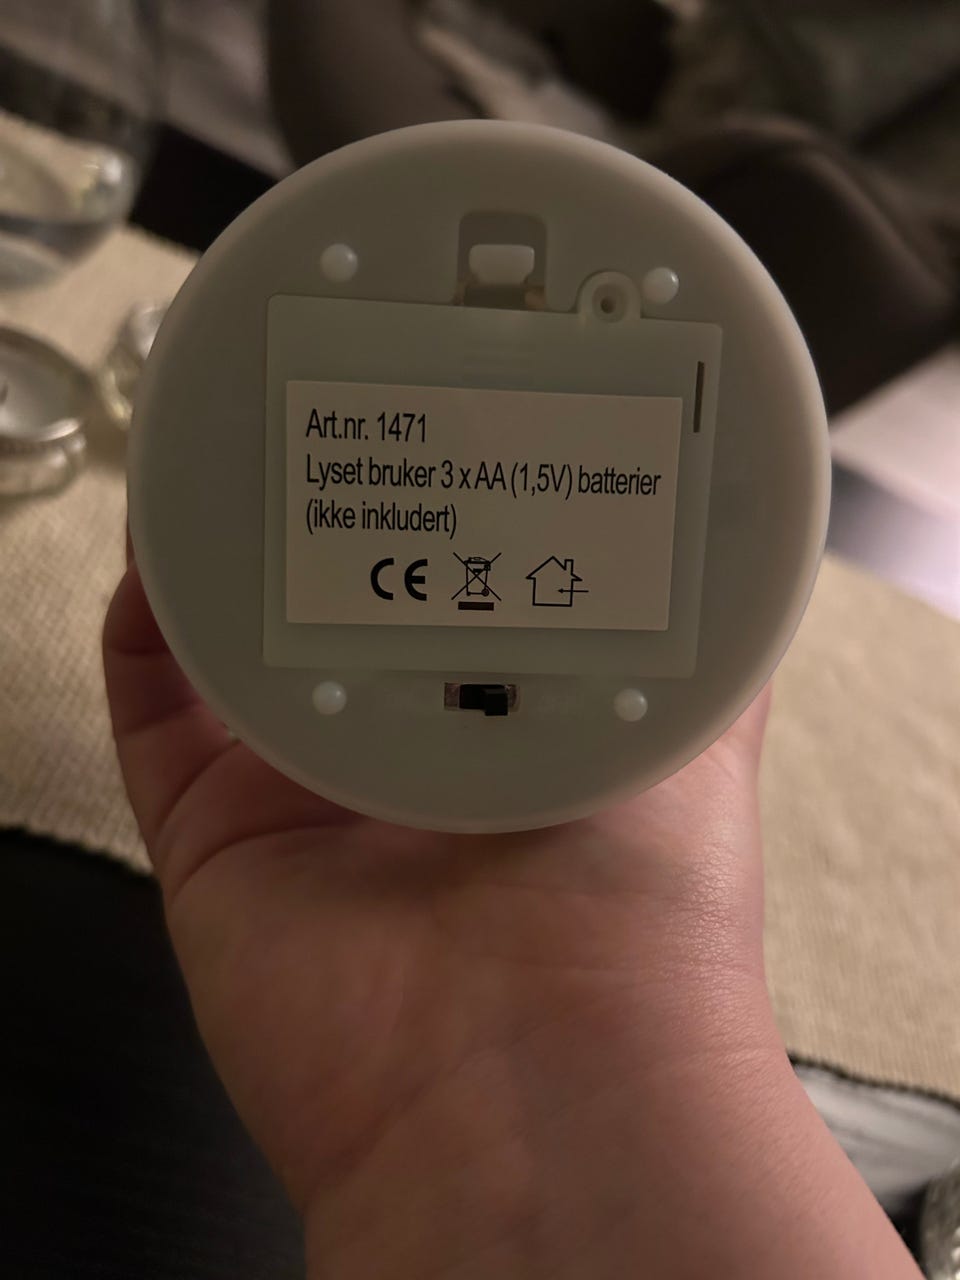 Art.nr. 1471
Lyset bruker 3 x AA (1,5V) batterier
(ikke inkludert)
CE